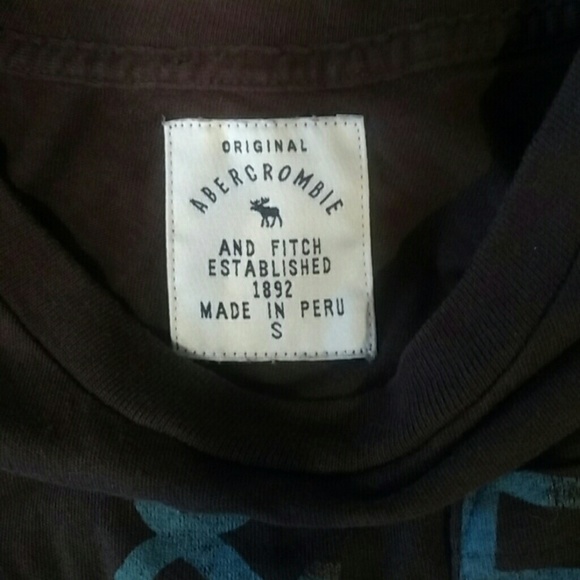 ORIGINAL
ABERCROMBIE
AND FITCH
ESTABLISHED
1892
MADE IN PERU
S